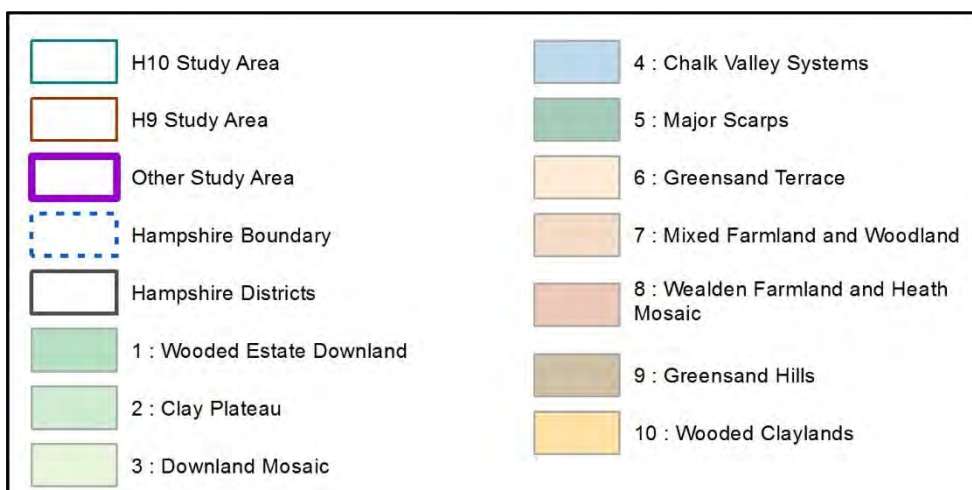 H10 Study Area
H9 Study Area
Other Study Area
Hampshire Boundary
Hampshire Districts
1 : Wooded Estate Downland
2 : Clay Plateau
3 : Downland Mosaic
4 : Chalk Valley Systems
5 : Major Scarps
6 : Greensand Terrace
7 : Mixed Farmland and Woodland
8 : Wealden Farmland and Heath
Mosaic
9 : Greensand Hills
10 : Wooded Claylands